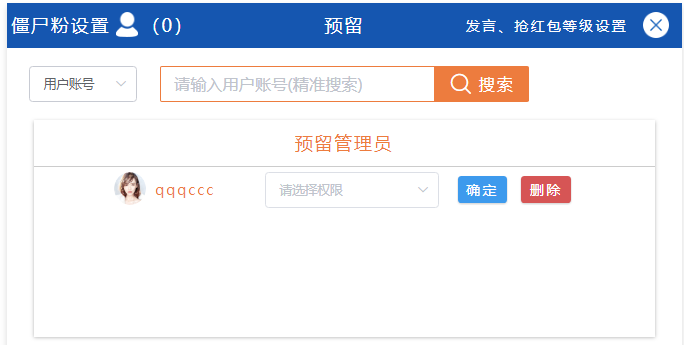 僵尸粉设置 (0) 预留 发言、抢红包等级设置
用户账号 请输入用户账号(精准搜索) 搜索
预留管理员
qqqccc 请选择权限 确定 删除